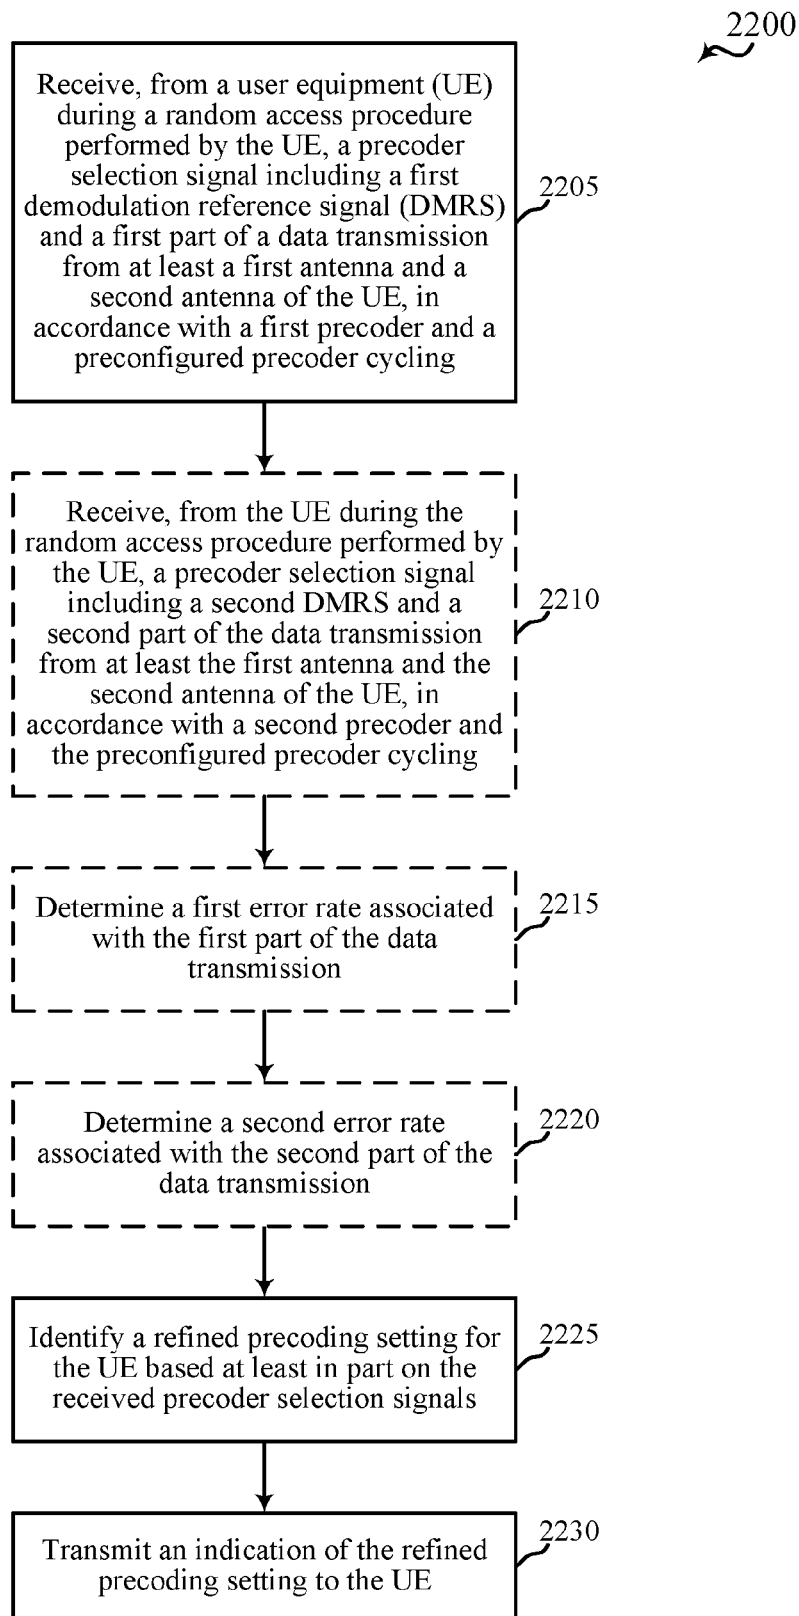 2200
Receive, from a user equipment (UE)
during a random access procedure
performed by the UE, a precoder
selection signal including a first
demodulation reference signal (DMRS)
and a first part of a data transmission
from at least a first antenna and a
second antenna of the UE, in
accordance with a first precoder and a
preconfigured precoder cycling
2205
Receive, from the UE during the
random access procedure performed by
the UE, a precoder selection signal
including a second DMRS and a
second part of the data transmission
from at least the first antenna and the
second antenna of the UE, in
accordance with a second precoder and
the preconfigured precoder cycling
2210
Determine a first error rate associated
with the first part of the data
transmission
2215
Determine a second error rate
associated with the second part of the
data transmission
2220
Identify a refined precoding setting for
the UE based at least in part on the
received precoder selection signals
2225
Transmit an indication of the refined
precoding setting to the UE
2230